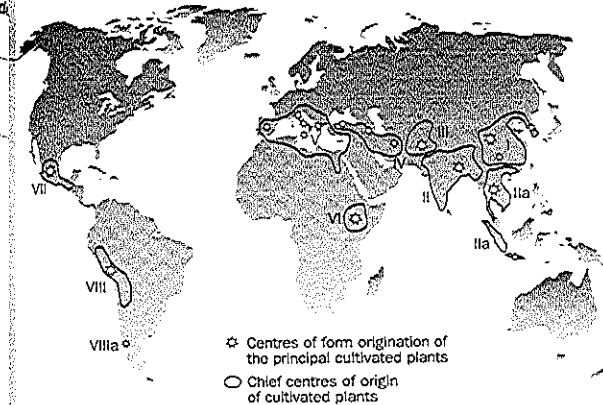 d.
III
I
V
V
II
IIa
VII
VI
IIa
VIII
VIIIa
Centres of form origination of
the principal cultivated plants
Chief centres of origin
of cultivated plants